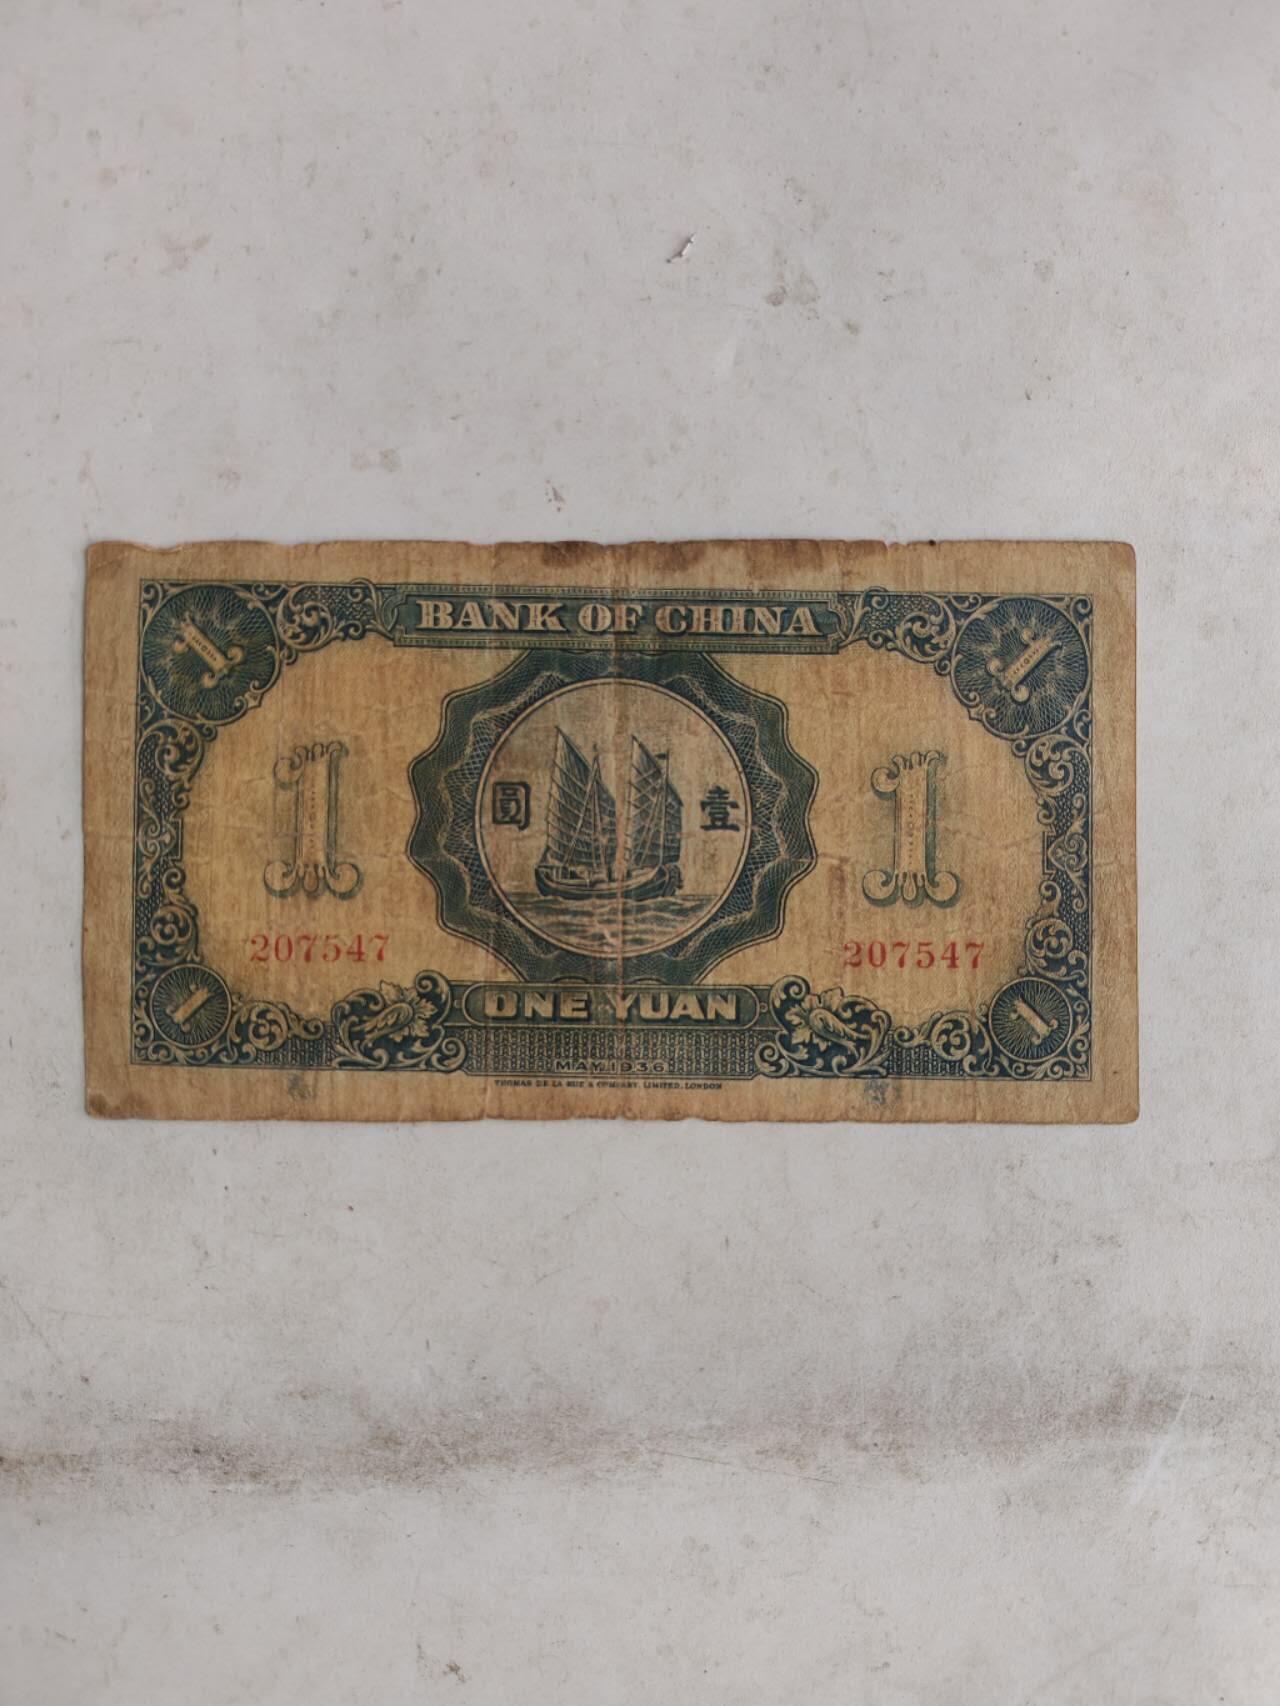 BANK OF CHINA
1 1
圓 壹
1 1
207547 207547
ONE YUAN
1 1
MAY.1936
THOMAS DE LA RUE & COMPANY, LIMITED, LONDON